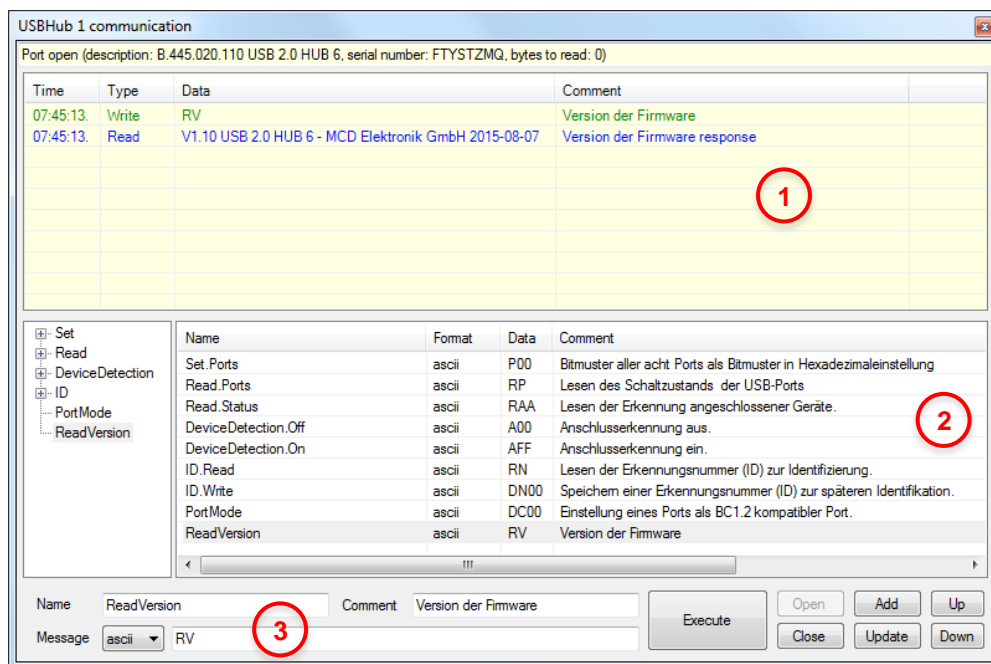 USBHub 1 communication
Port open (description: B.445.020.110 USB 2.0 HUB 6, serial number: FTYSTZMQ, bytes to read: 0)
Time Type Data Comment
07:45:13. Write RV Version der Firmware
07:45:13. Read V1.10 USB 2.0 HUB 6 - MCD Elektronik GmbH 2015-08-07 Version der Firmware response
1
Set
Read
DeviceDetection
ID
PortMode
ReadVersion
Name Format Data Comment
Set.Ports ascii P00 Bitmuster aller acht Ports als Bitmuster in Hexadezimaleinstellung
Read.Ports ascii RP Lesen des Schaltzustands der USB-Ports
Read.Status ascii RAA Lesen der Erkennung angeschlossener Geräte.
DeviceDetection.Off ascii A00 Anschlusserkennung aus.
DeviceDetection.On ascii AFF Anschlusserkennung ein.
ID.Read ascii RN Lesen der Erkennungsnummer (ID) zur Identifizierung.
ID.Write ascii DN00 Speichern einer Erkennungsnummer (ID) zur späteren Identifikation.
PortMode ascii DC00 Einstellung eines Ports als BC1.2 kompatibler Port.
ReadVersion ascii RV Version der Firmware
2
Name ReadVersion Comment Version der Firmware
Message ascii RV
3
Execute
Open Add Up
Close Update Down